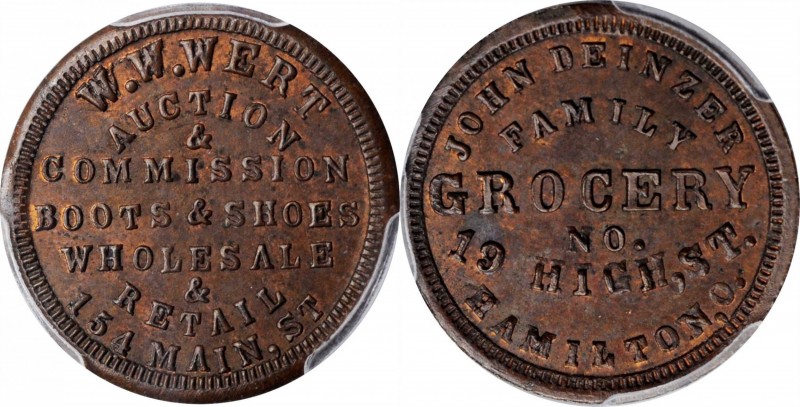 W.W.WERT
AUCTION
&
COMMISSION
BOOTS & SHOES
WHOLESALE
&
RETAIL
154 MAIN, ST
JOHN DEINZER
FAMILY
GROCERY
NO.
19 HIGH, ST.
HAMILTON, O.